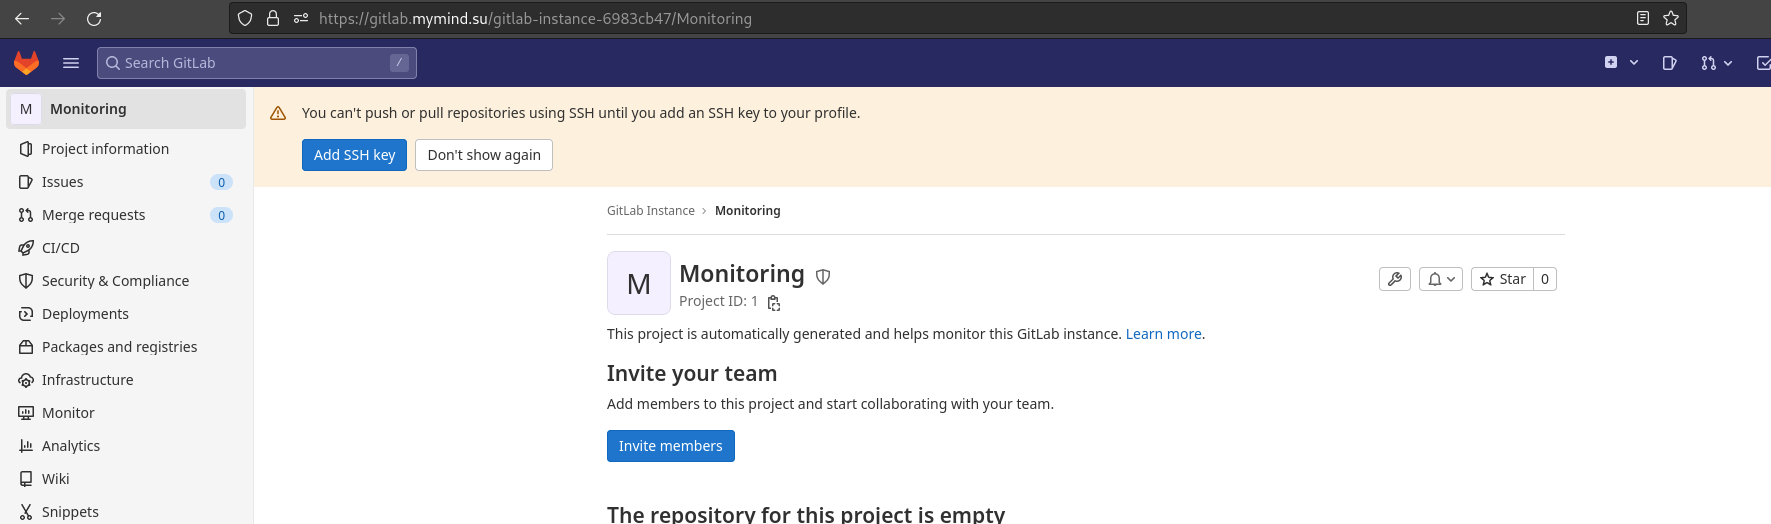 https://gitlab.mymind.su/gitlab-instance-6983cb47/Monitoring
Search GitLab /
M Monitoring
You can't push or pull repositories using SSH until you add an SSH key to your profile.
Add SSH key Don't show again
Project information
Issues 0
Merge requests 0
CI/CD
Security & Compliance
Deployments
Packages and registries
Infrastructure
Monitor
Analytics
Wiki
Snippets
GitLab Instance › Monitoring
M Monitoring
Project ID: 1
Star 0
This project is automatically generated and helps monitor this GitLab instance. Learn more.
Invite your team
Add members to this project and start collaborating with your team.
Invite members
The repository for this project is empty